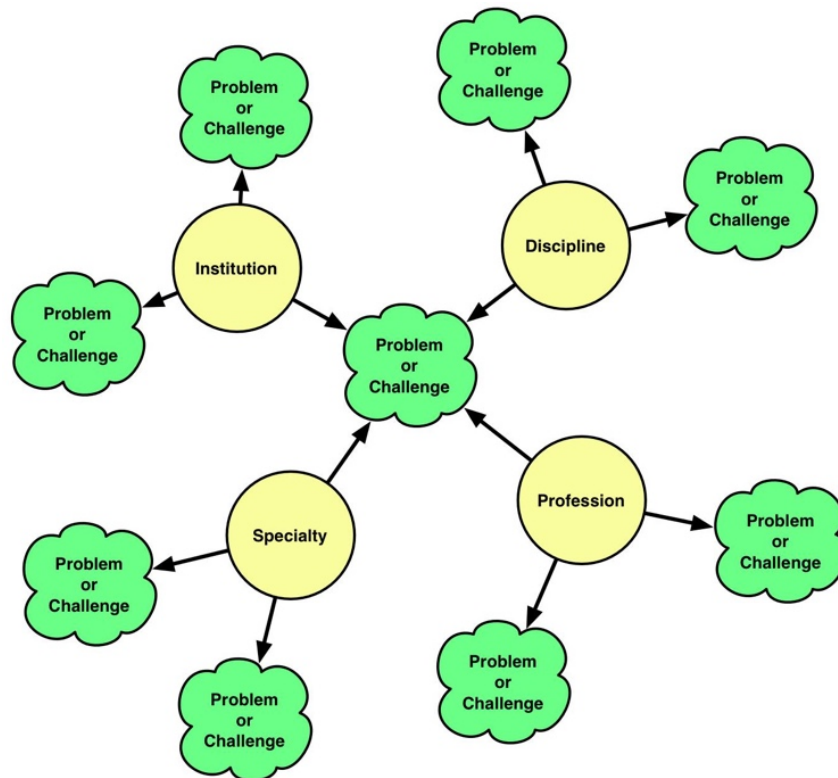 Problem
or
Challenge
Problem
or
Challenge
Problem
or
Challenge
Institution
Discipline
Problem
or
Challenge
Problem
or
Challenge
Specialty
Profession
Problem
or
Challenge
Problem
or
Challenge
Problem
or
Challenge
Problem
or
Challenge